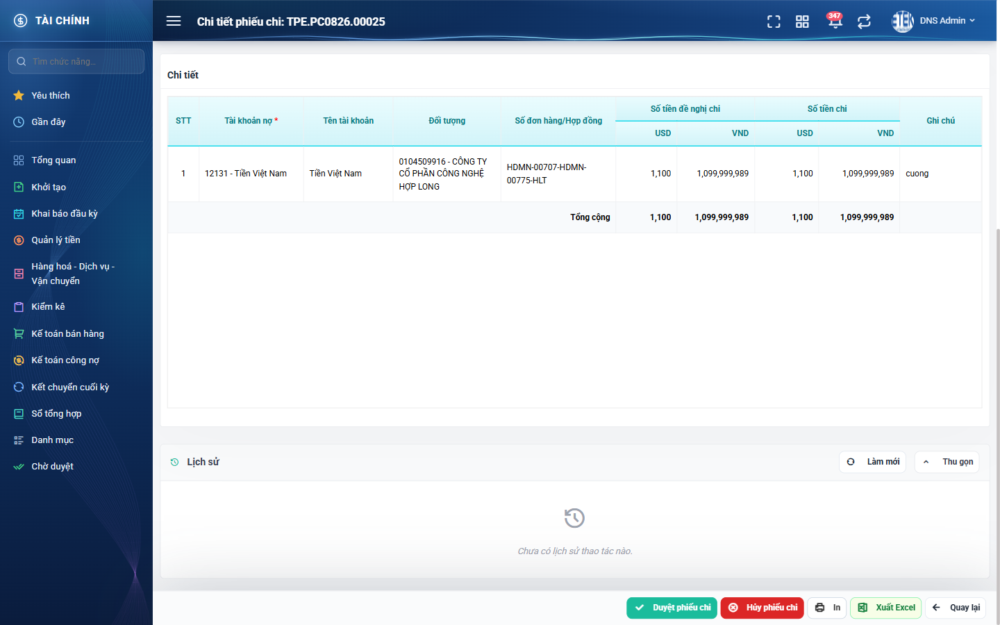 TÀI CHÍNH
Chi tiết phiếu chi: TPE.PC0826.00025
347
DNS Admin
Tìm chức năng...
Yêu thích
Gần đây
Tổng quan
Khởi tạo
Khai báo đầu kỳ
Quản lý tiền
Hàng hoá - Dịch vụ -
Vận chuyển
Kiểm kê
Kế toán bán hàng
Kế toán công nợ
Kết chuyển cuối kỳ
Sổ tổng hợp
Danh mục
Chờ duyệt
Chi tiết
STT
Tài khoản nợ *
Tên tài khoản
Đối tượng
Số đơn hàng/Hợp đồng
Số tiền đề nghị chi
Số tiền chi
Ghi chú
USD VND USD VND
1
12131 - Tiền Việt Nam
Tiền Việt Nam
0104509916 - CÔNG TY
CỔ PHẦN CÔNG NGHỆ
HỢP LONG
HDMN-00707-HDMN-
00775-HLT
1,100 1,099,999,989 1,100 1,099,999,989 cuong
Tổng cộng 1,100 1,099,999,989 1,100 1,099,999,989
Lịch sử
Làm mới
Thu gọn
Chưa có lịch sử thao tác nào.
Duyệt phiếu chi
Hủy phiếu chi
In
Xuất Excel
Quay lại